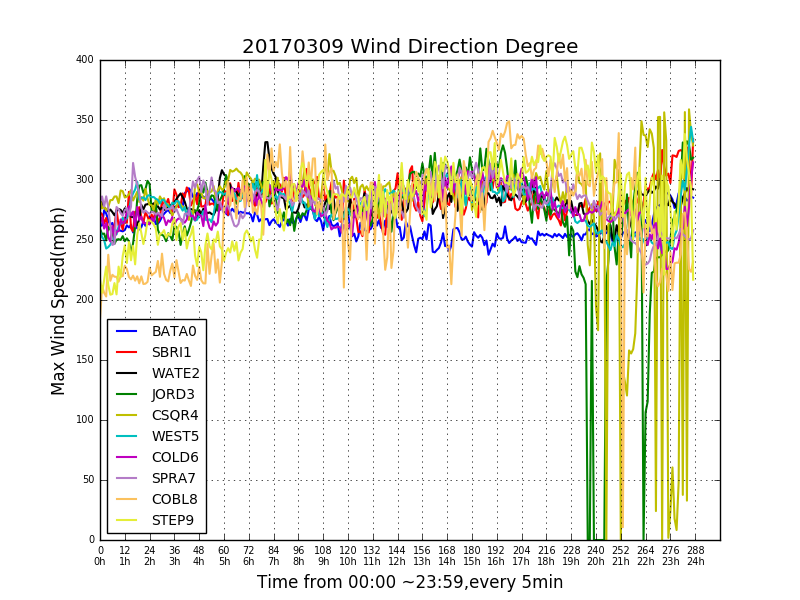 20170309 Wind Direction Degree
400
350
300
250
200
150
100
50
0
Max Wind Speed(mph)
BATA0
SBRI1
WATE2
JORD3
CSQR4
WEST5
COLD6
SPRA7
COBL8
STEP9
0 12 24 36 48 60 72 84 96 108 120 132 144 156 168 180 192 204 216 228 240 252 264 276 288
0h 1h 2h 3h 4h 5h 6h 7h 8h 9h 10h 11h 12h 13h 14h 15h 16h 17h 18h 19h 20h 21h 22h 23h 24h
Time from 00:00 ~23:59,every 5min